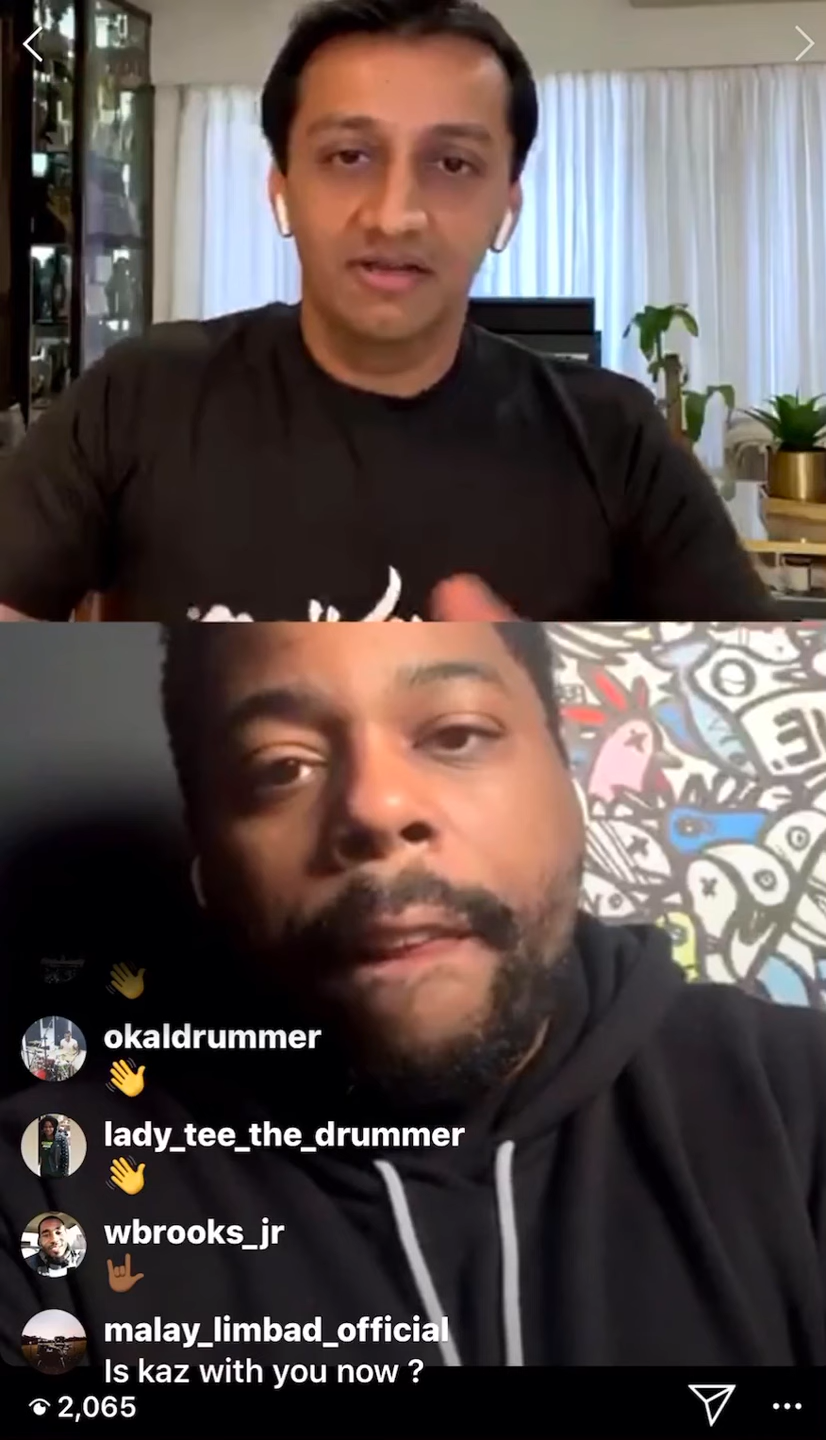 👋
okaldrummer
👋
lady_tee_the_drummer
👋
wbrooks_jr
🤟🏾
malay_limbad_official
Is kaz with you now ?
2,065